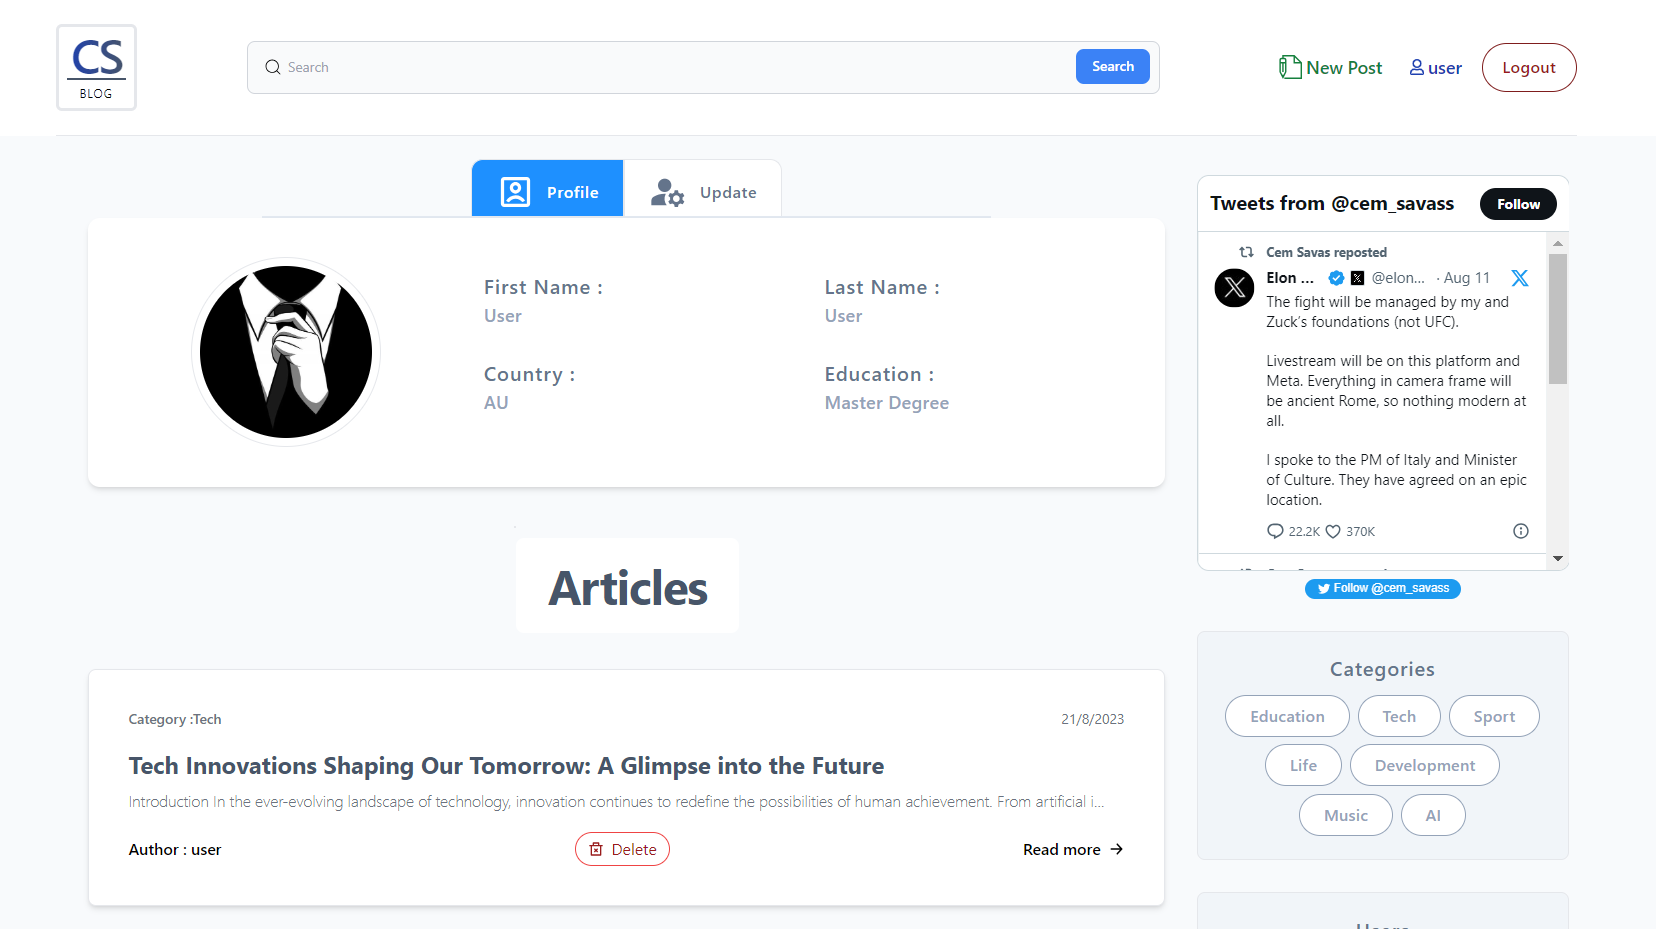 CS
BLOG
Search
Search
New Post
user
Logout
Profile
Update
First Name :
User
Last Name :
User
Country :
AU
Education :
Master Degree
Articles
Category :Tech
21/8/2023
Tech Innovations Shaping Our Tomorrow: A Glimpse into the Future
Introduction In the ever-evolving landscape of technology, innovation continues to redefine the possibilities of human achievement. From artificial i...
Author : user
Delete
Read more
Tweets from @cem_savass
Follow
Cem Savas reposted
Elon ... @elon... · Aug 11
The fight will be managed by my and
Zuck's foundations (not UFC).
Livestream will be on this platform and
Meta. Everything in camera frame will
be ancient Rome, so nothing modern at
all.
I spoke to the PM of Italy and Minister
of Culture. They have agreed on an epic
location.
22.2K 370K
Follow @cem_savass
Categories
Education
Tech
Sport
Life
Development
Music
AI